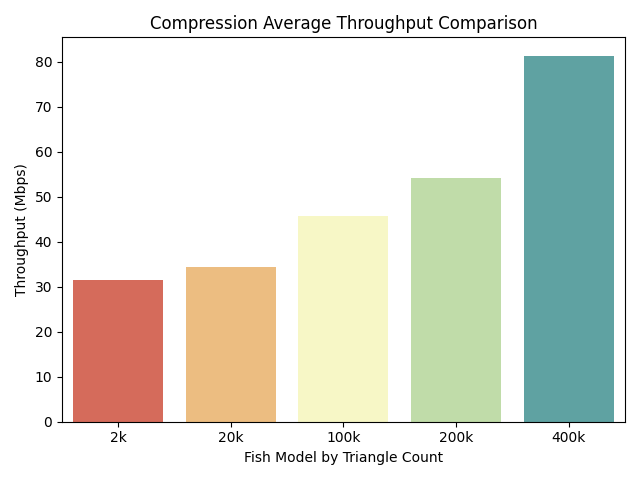 Compression Average Throughput Comparison
Throughput (Mbps)
80
70
60
50
40
30
20
10
0
2k 20k 100k 200k 400k
Fish Model by Triangle Count